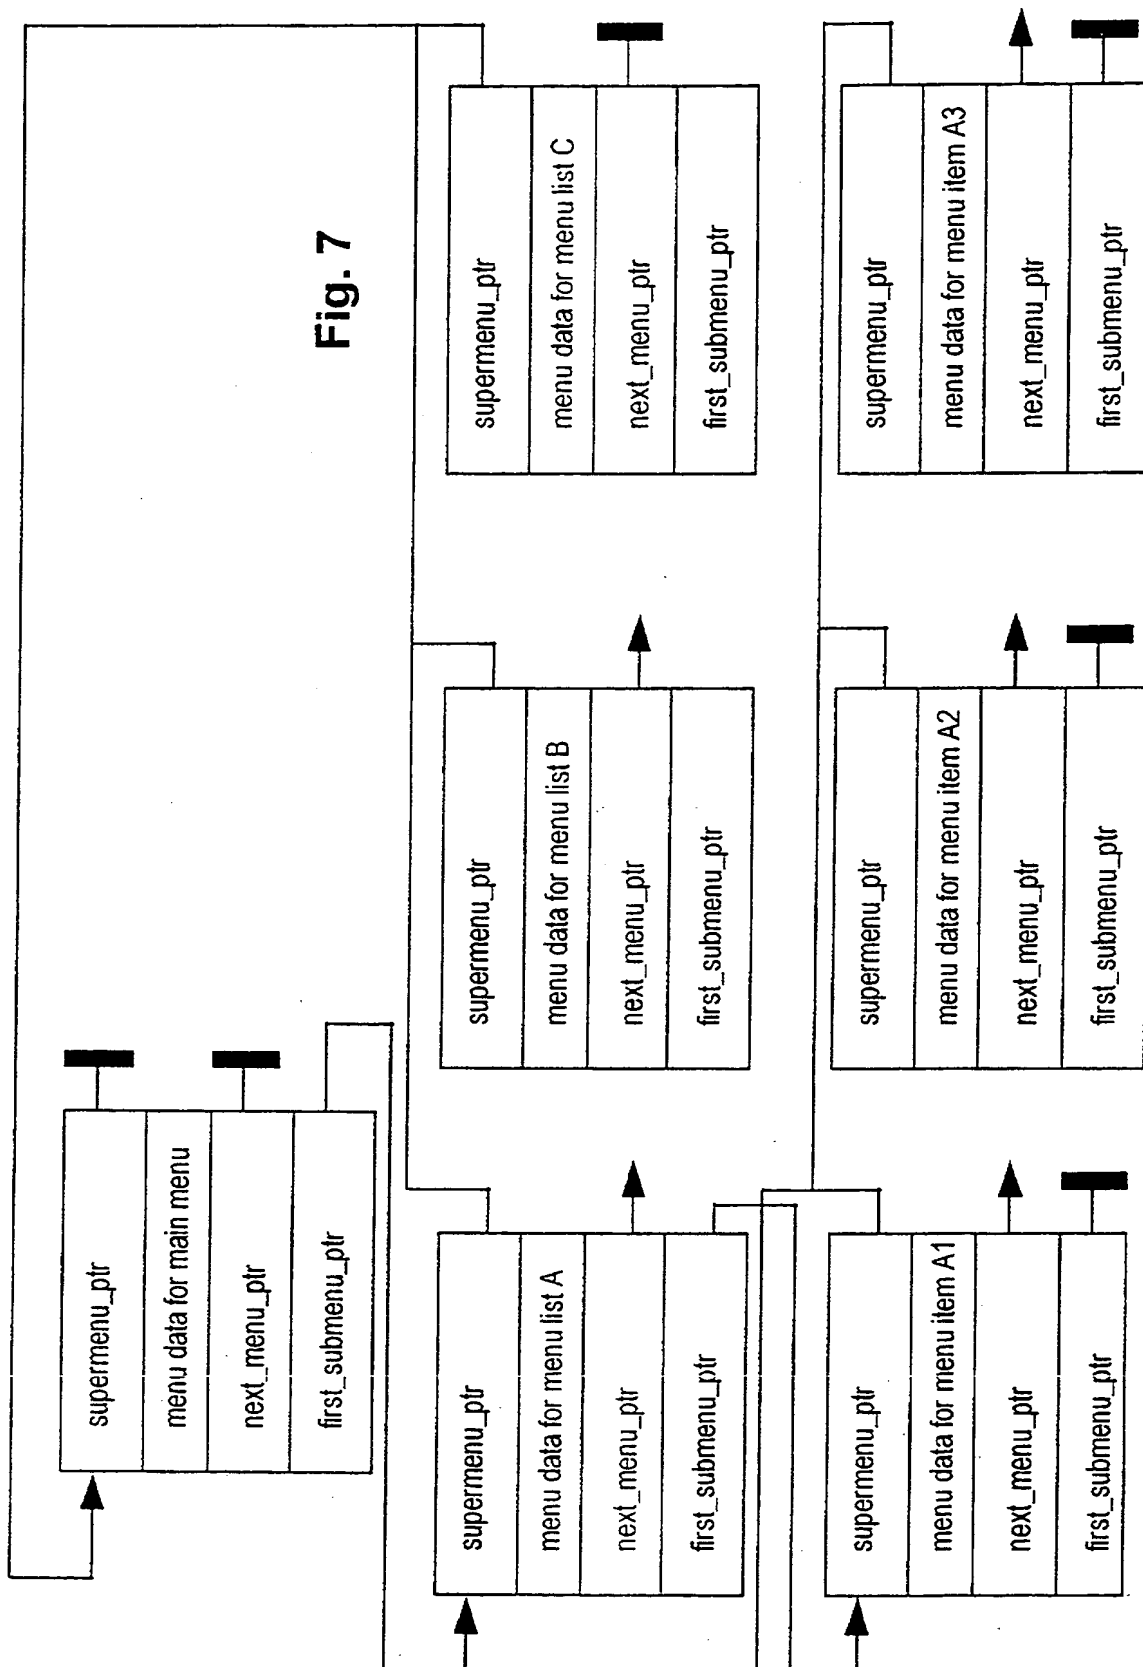 Fig. 7
supermenu_ptr
menu data for main menu
next_menu_ptr
first_submenu_ptr
supermenu_ptr
menu data for menu list A
next_menu_ptr
first_submenu_ptr
supermenu_ptr
menu data for menu list B
next_menu_ptr
first_submenu_ptr
supermenu_ptr
menu data for menu list C
next_menu_ptr
first_submenu_ptr
supermenu_ptr
menu data for menu item A1
next_menu_ptr
first_submenu_ptr
supermenu_ptr
menu data for menu item A2
next_menu_ptr
first_submenu_ptr
supermenu_ptr
menu data for menu item A3
next_menu_ptr
first_submenu_ptr